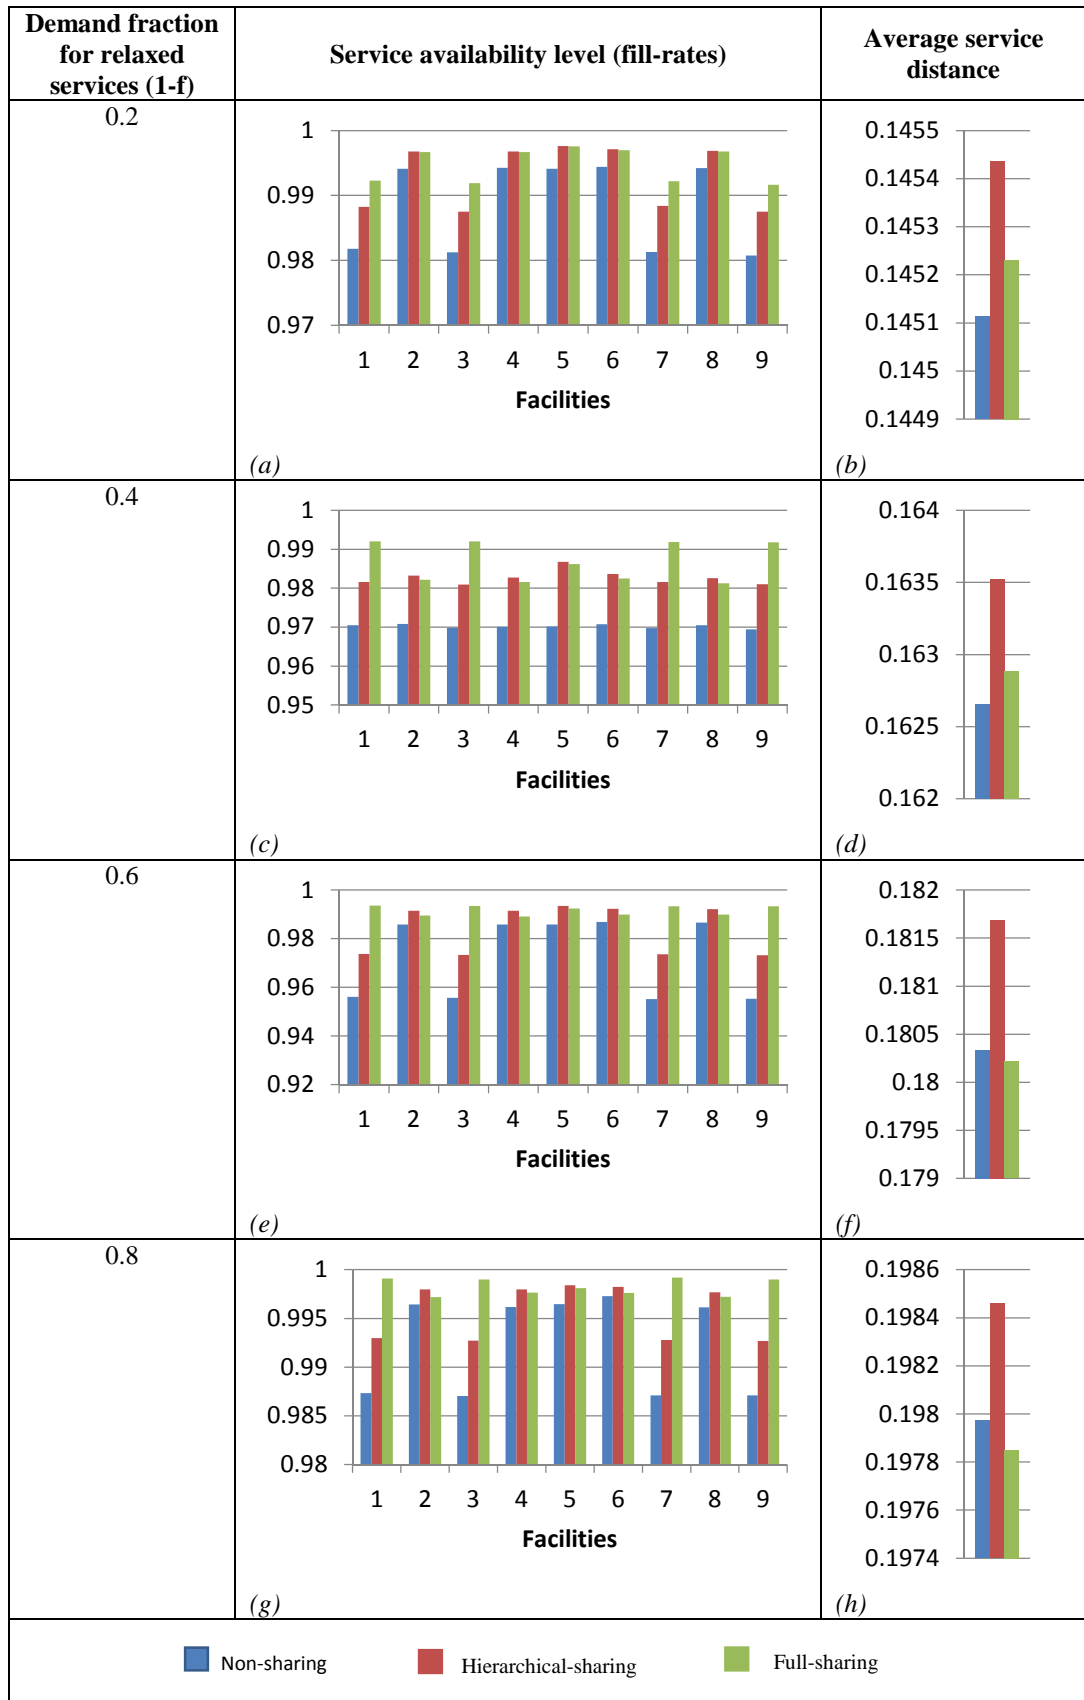 Demand fraction
for relaxed
services (1-f)
Service availability level (fill-rates)
Average service
distance
0.2
1
0.99
0.98
0.97
1 2 3 4 5 6 7 8 9
Facilities
(a)
0.1455
0.1454
0.1453
0.1452
0.1451
0.145
0.1449
(b)
0.4
1
0.99
0.98
0.97
0.96
0.95
1 2 3 4 5 6 7 8 9
Facilities
(c)
0.164
0.1635
0.163
0.1625
0.162
(d)
0.6
1
0.98
0.96
0.94
0.92
1 2 3 4 5 6 7 8 9
Facilities
(e)
0.182
0.1815
0.181
0.1805
0.18
0.1795
0.179
(f)
0.8
1
0.995
0.99
0.985
0.98
1 2 3 4 5 6 7 8 9
Facilities
(g)
0.1986
0.1984
0.1982
0.198
0.1978
0.1976
0.1974
(h)
Non-sharing Hierarchical-sharing Full-sharing